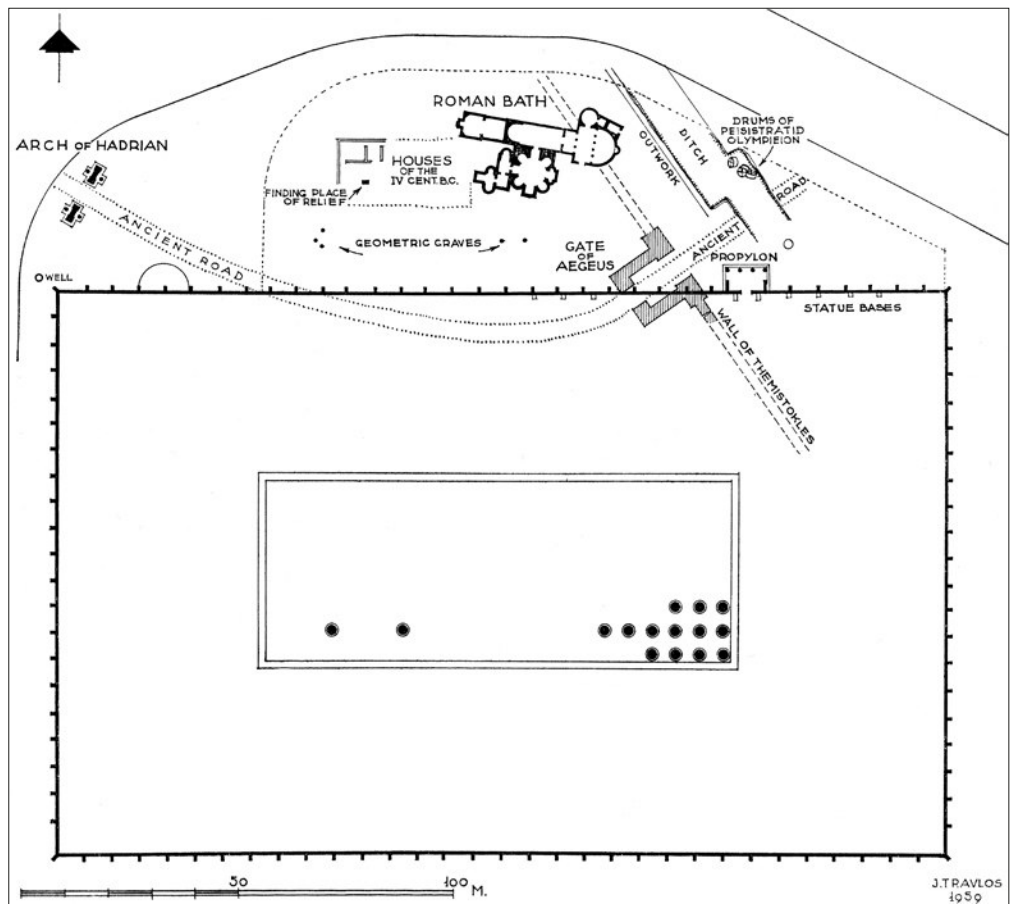 ROMAN BATH
DRUMS OF
PEISISTRATID
OLYMPIEION
DITCH
OUTWORK
ROAD
ARCH OF HADRIAN
HOUSES
OF THE
IV CENT. B.C.
FINDING PLACE
OF RELIEF
ANCIENT ROAD
GEOMETRIC GRAVES
GATE
OF
AEGEUS
ANCIENT
PROPYLON
WELL
STATUE BASES
WALL OF THEMISTOKLES
50
100
M.
J. TRAVLOS
1959